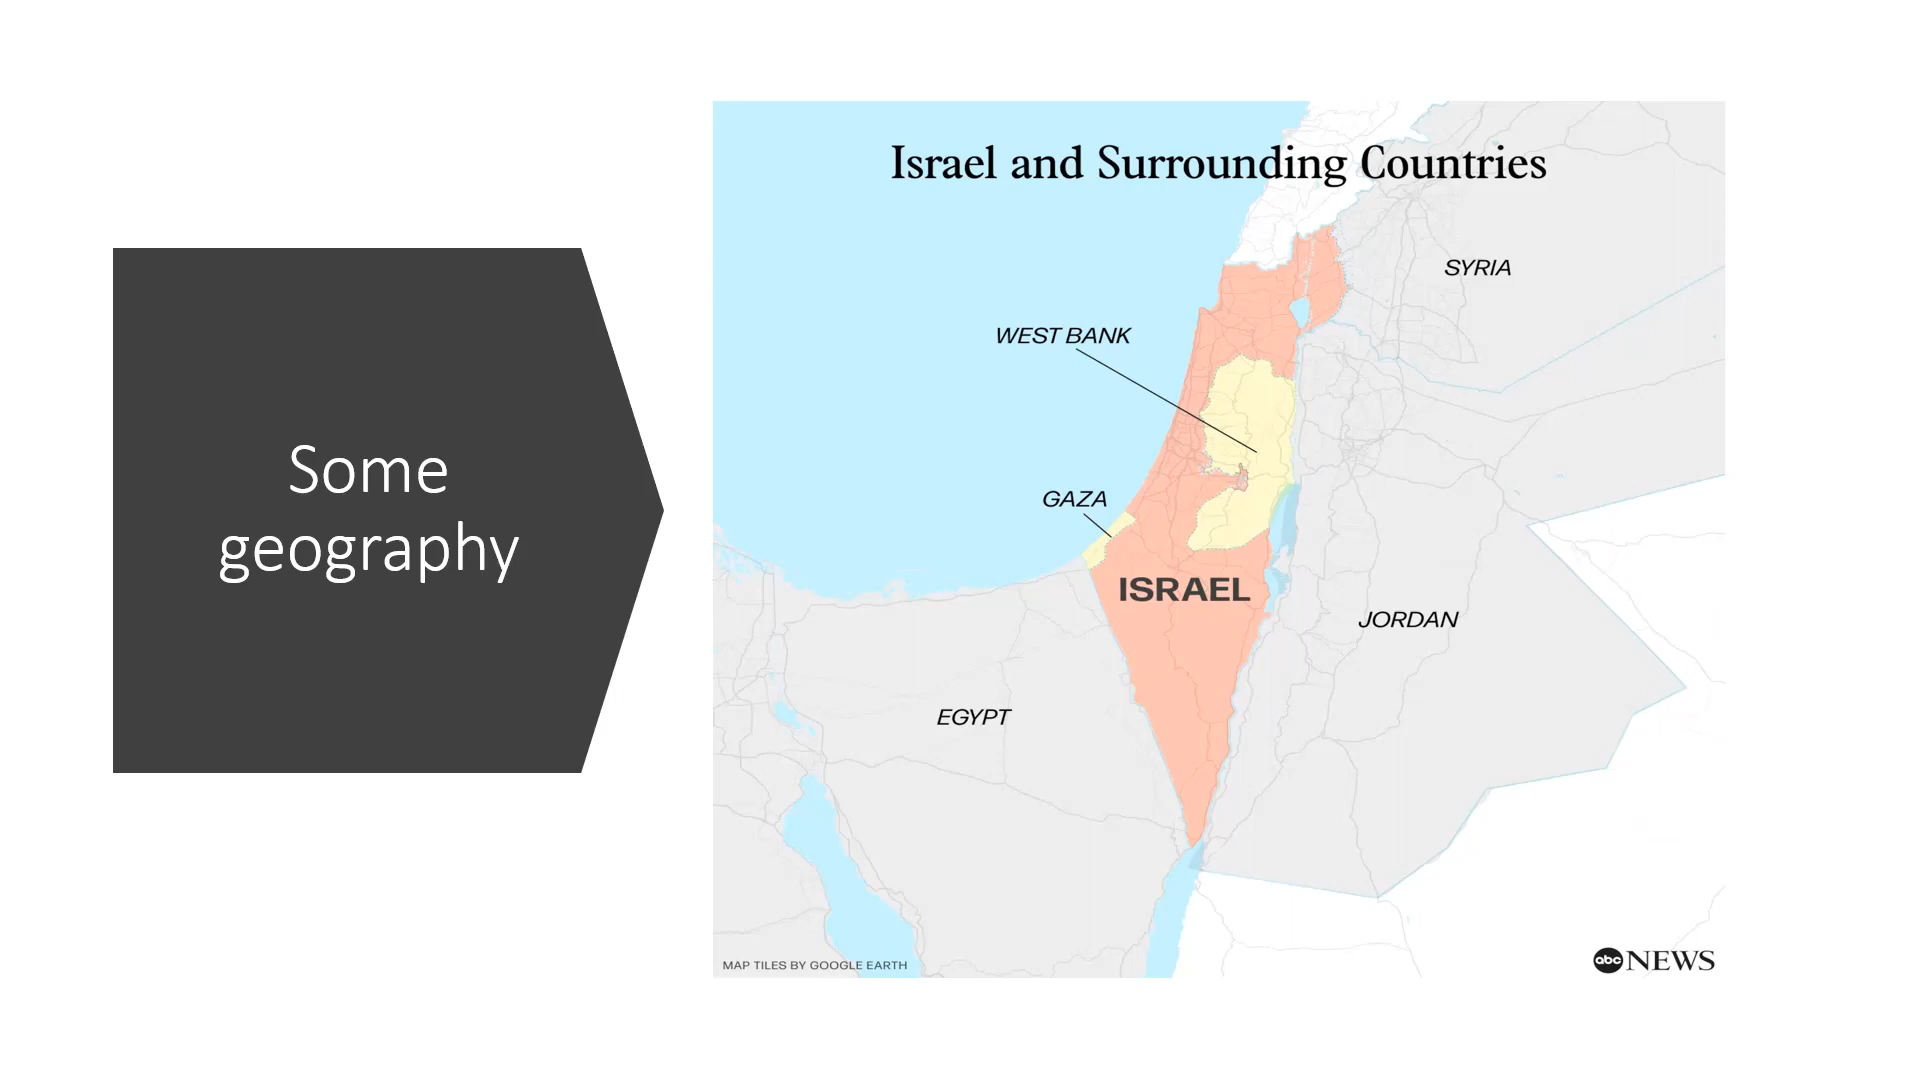 Some
geography
Israel and Surrounding Countries
SYRIA
WEST BANK
GAZA
ISRAEL
JORDAN
EGYPT
MAP TILES BY GOOGLE EARTH
abc NEWS